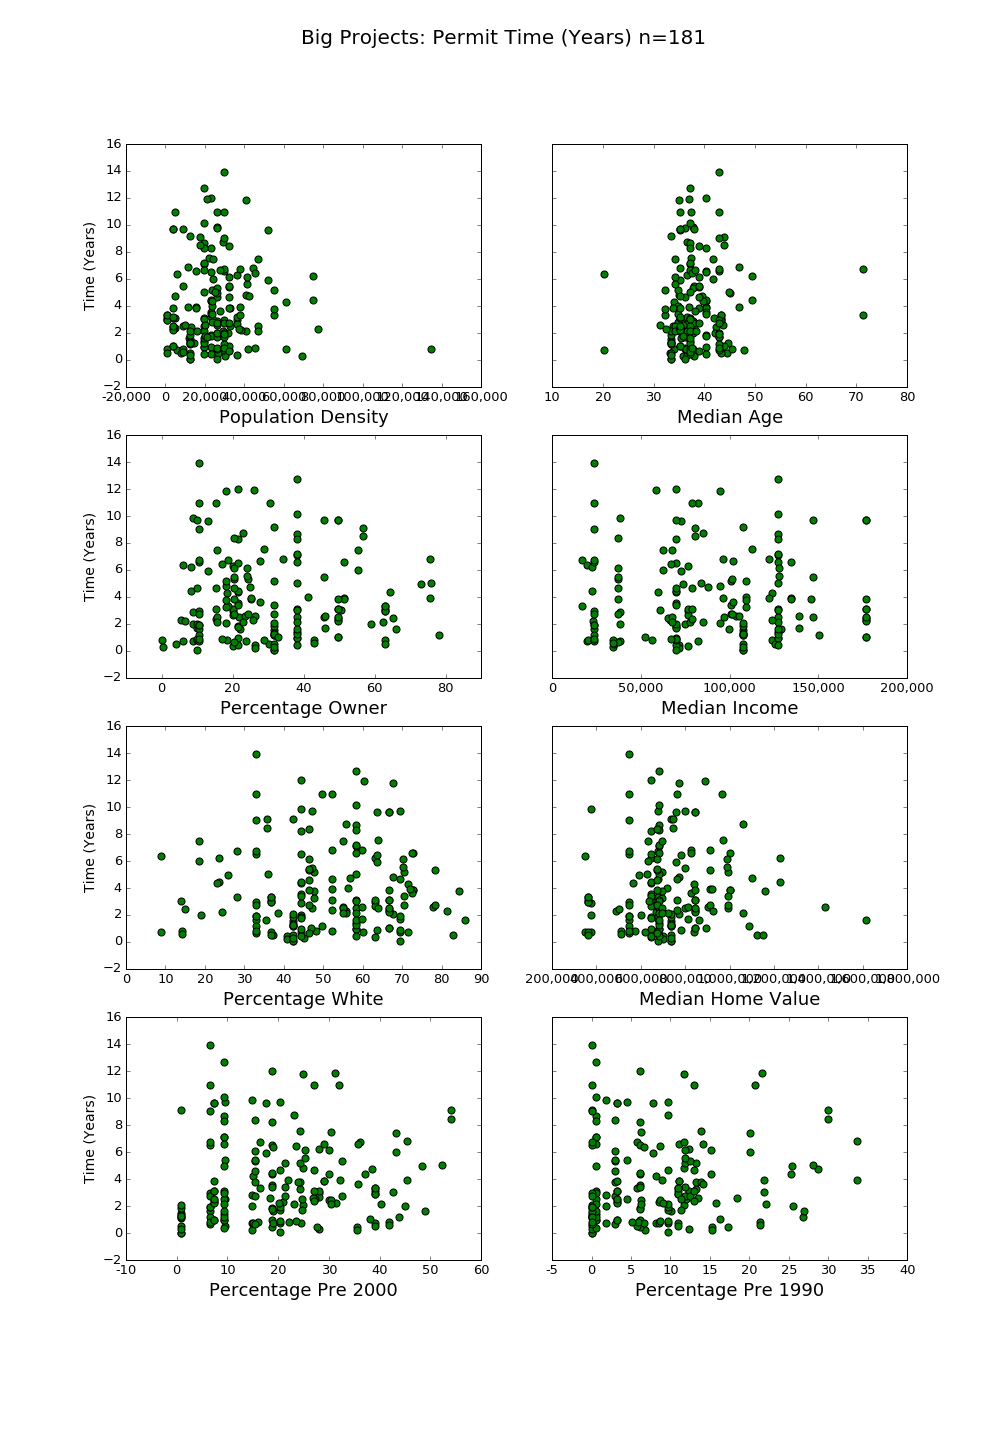 Big Projects: Permit Time (Years) n=181
16
14
12
10
8
6
4
2
0
−2
Time (Years)
-20,000 0 20,000 40,000 60,000 80,000 100,000 120,000 140,000 160,000
Population Density
10 20 30 40 50 60 70 80
Median Age
16
14
12
10
8
6
4
2
0
−2
Time (Years)
0 20 40 60 80
Percentage Owner
0 50,000 100,000 150,000 200,000
Median Income
16
14
12
10
8
6
4
2
0
−2
Time (Years)
0 10 20 30 40 50 60 70 80 90
Percentage White
200,000 400,000 600,000 800,000 1,000,000 1,200,000 1,400,000 1,600,000 1,800,000
Median Home Value
16
14
12
10
8
6
4
2
0
−2
Time (Years)
-10 0 10 20 30 40 50 60
Percentage Pre 2000
-5 0 5 10 15 20 25 30 35 40
Percentage Pre 1990